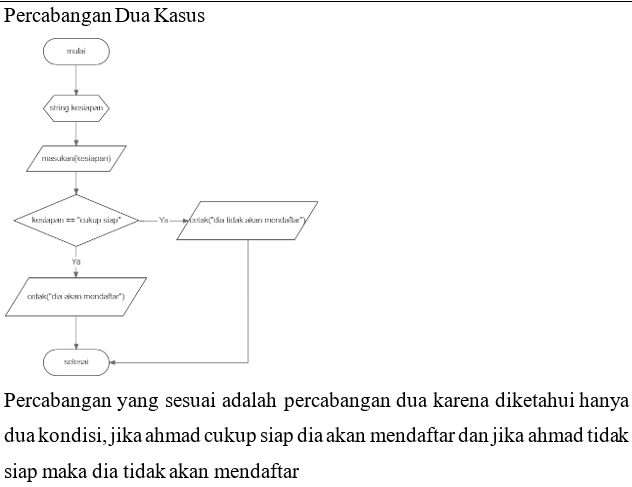 Percabangan Dua Kasus
mulai
string kesiapan
masukan(kesiapan)
kesiapan == "cukup siap"
Ya
cetak("dia tidak akan mendaftar")
Ya
cetak("dia akan mendaftar")
selesai
Percabangan yang sesuai adalah percabangan dua karena diketahui hanya
dua kondisi, jika ahmad cukup siap dia akan mendaftar dan jika ahmad tidak
siap maka dia tidak akan mendaftar